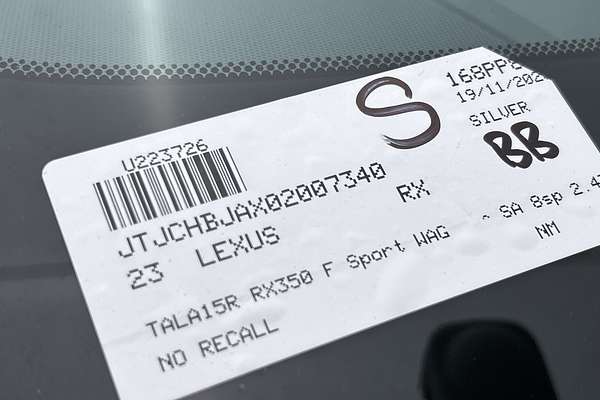 S
168PP
19/11/202
SILVER
BB
U223726
JTJCHBJAX02007340
RX
23 LEXUS
~ SA 8sp 2.4
NM
TALA15R RX350 F Sport WAG
NO RECALL